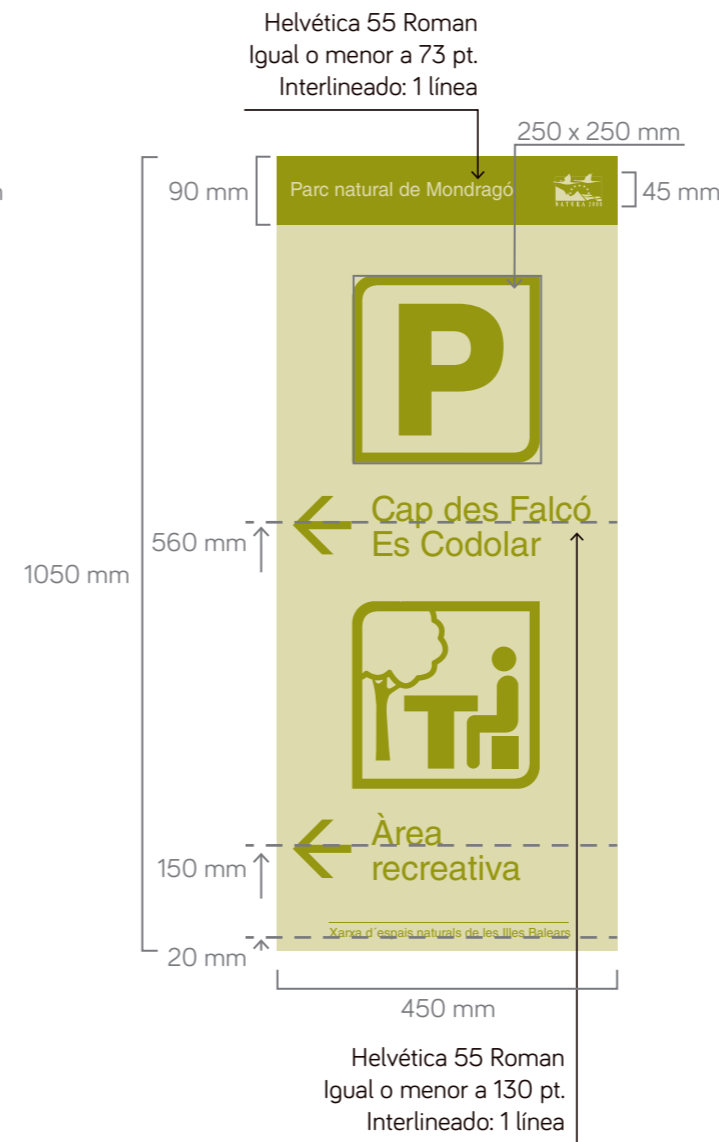 Helvética 55 Roman
Igual o menor a 73 pt.
Interlineado: 1 línea
250 x 250 mm
90 mm
Parc natural de Mondragó
NATURA 2000
45 mm
P
Cap des Falcó
Es Codolar
560 mm
1050 mm
Àrea
recreativa
150 mm
Xarxa d´espais naturals de les Illes Balears
20 mm
450 mm
Helvética 55 Roman
Igual o menor a 130 pt.
Interlineado: 1 línea